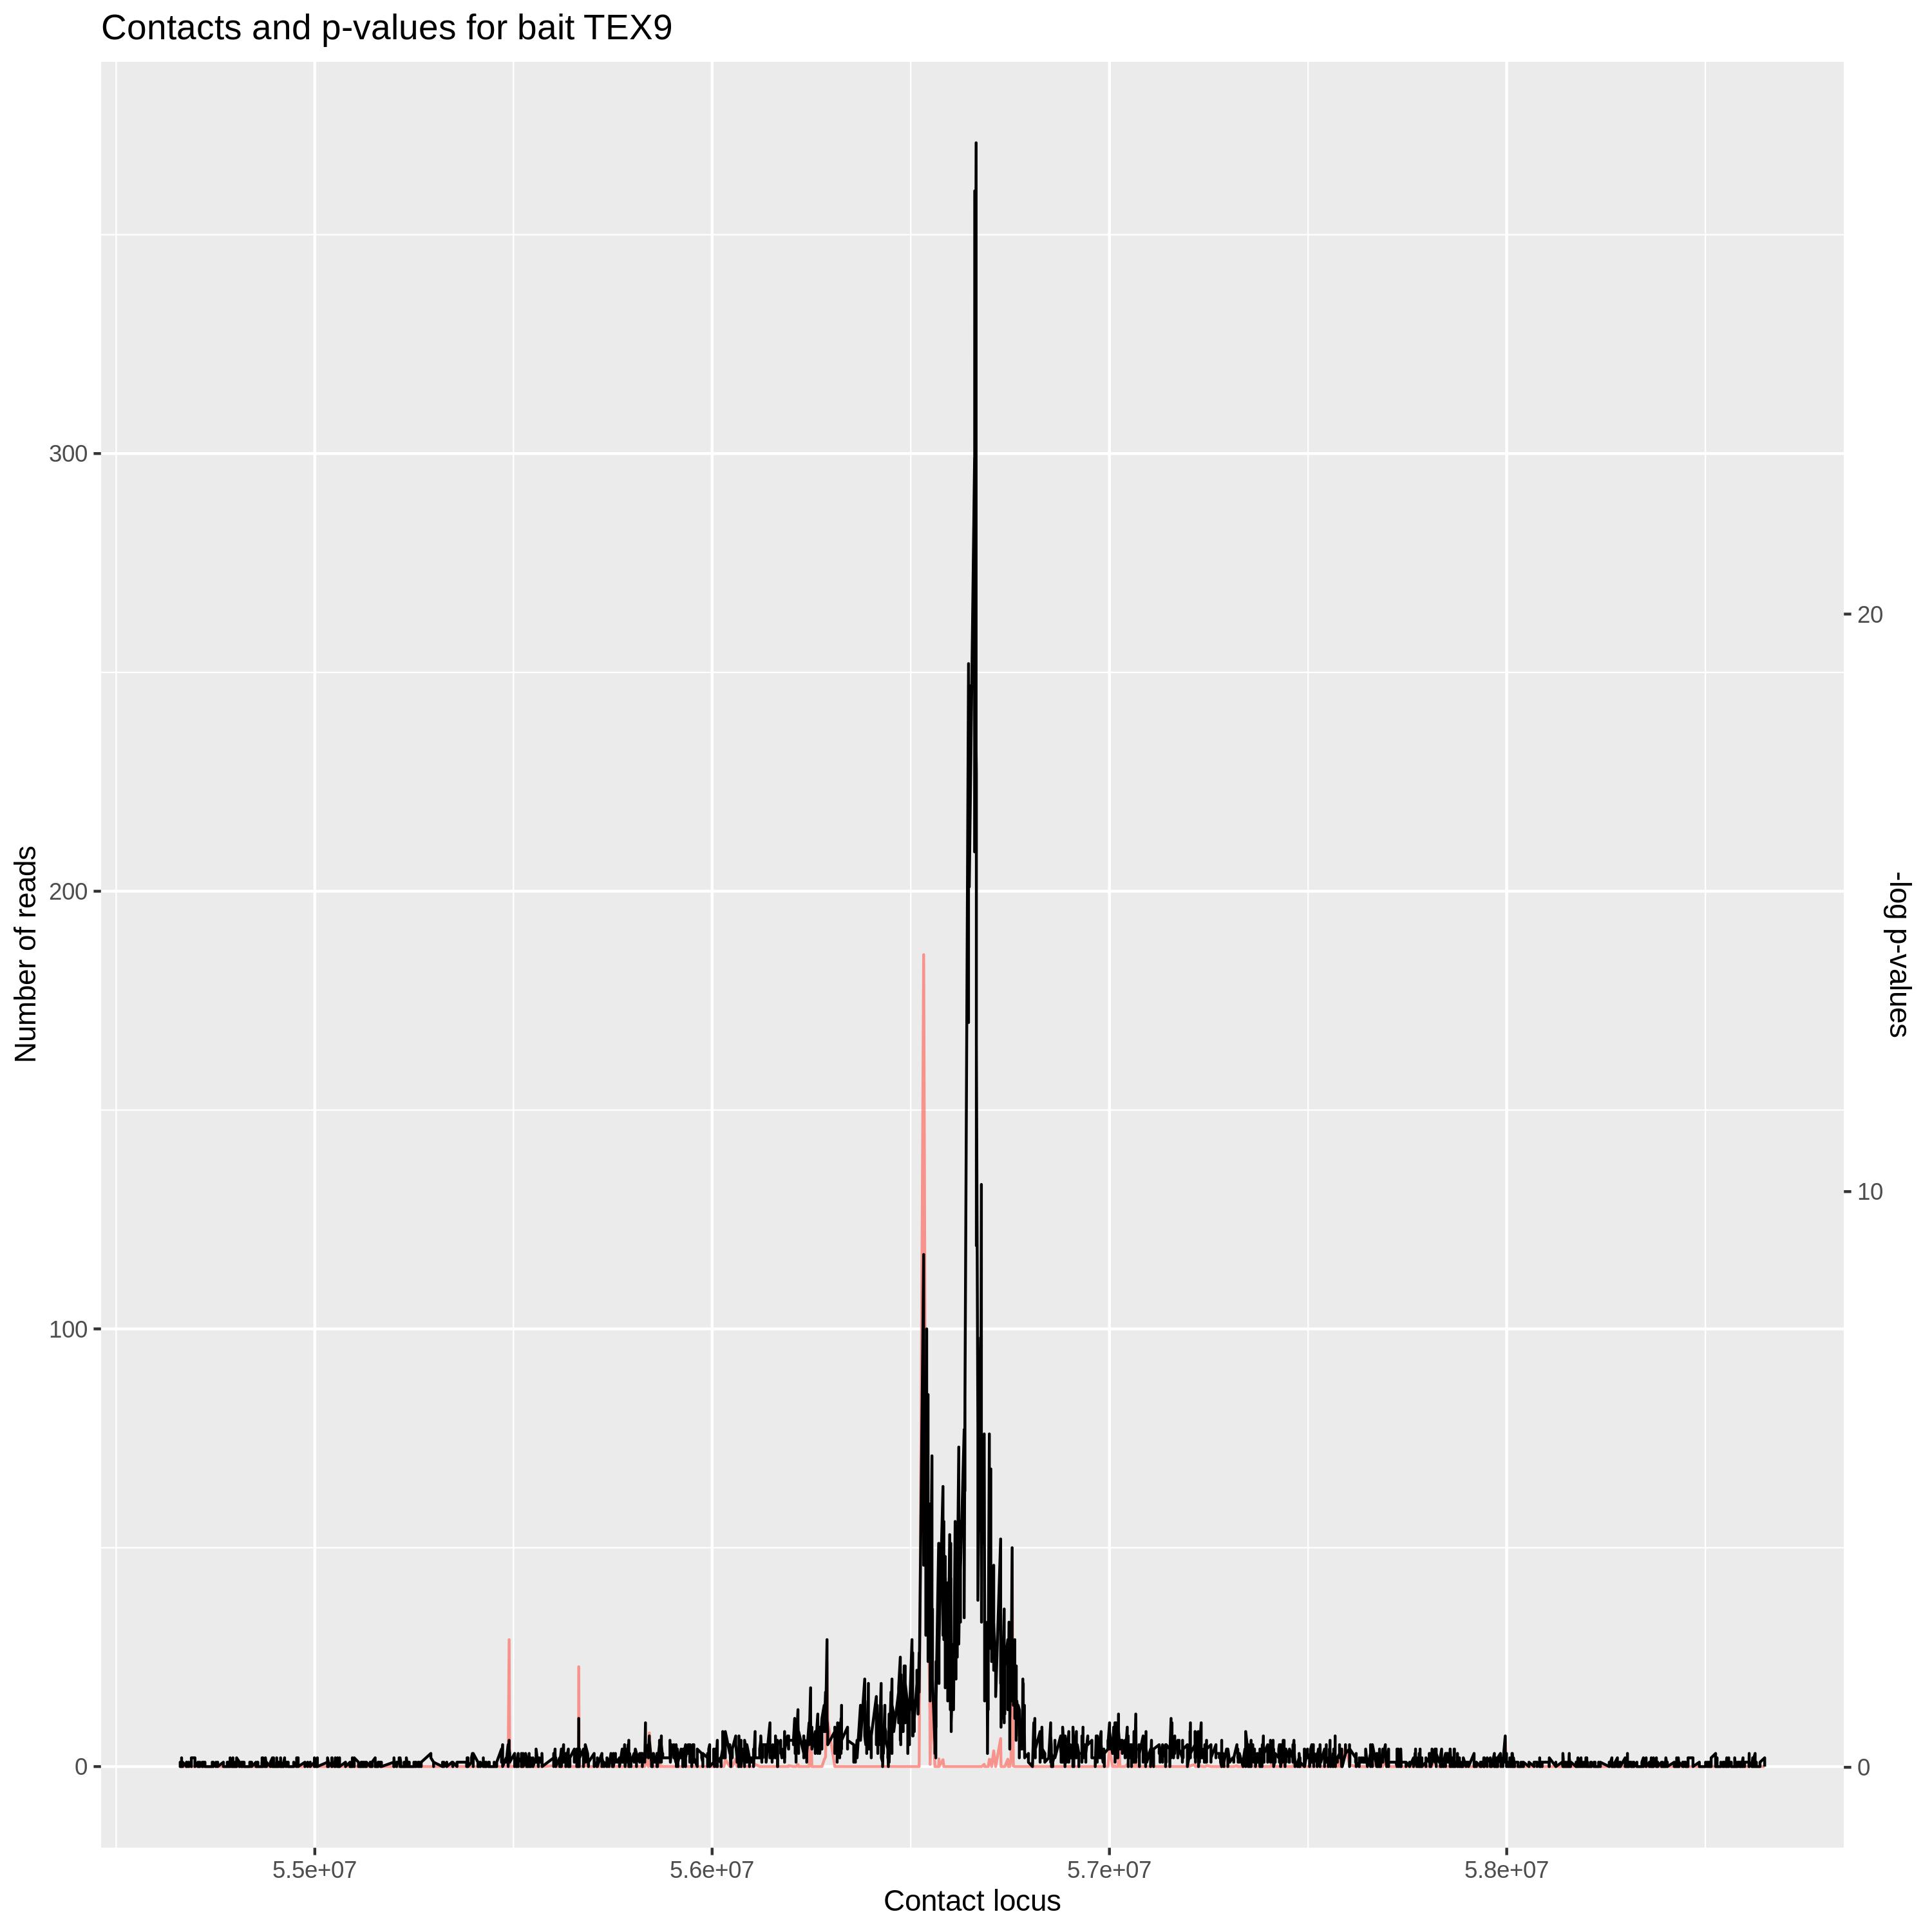 Contacts and p-values for bait TEX9
300
200
100
0
Number of reads
20
10
0
-log p-values
5.5e+07
5.6e+07
5.7e+07
5.8e+07
Contact locus